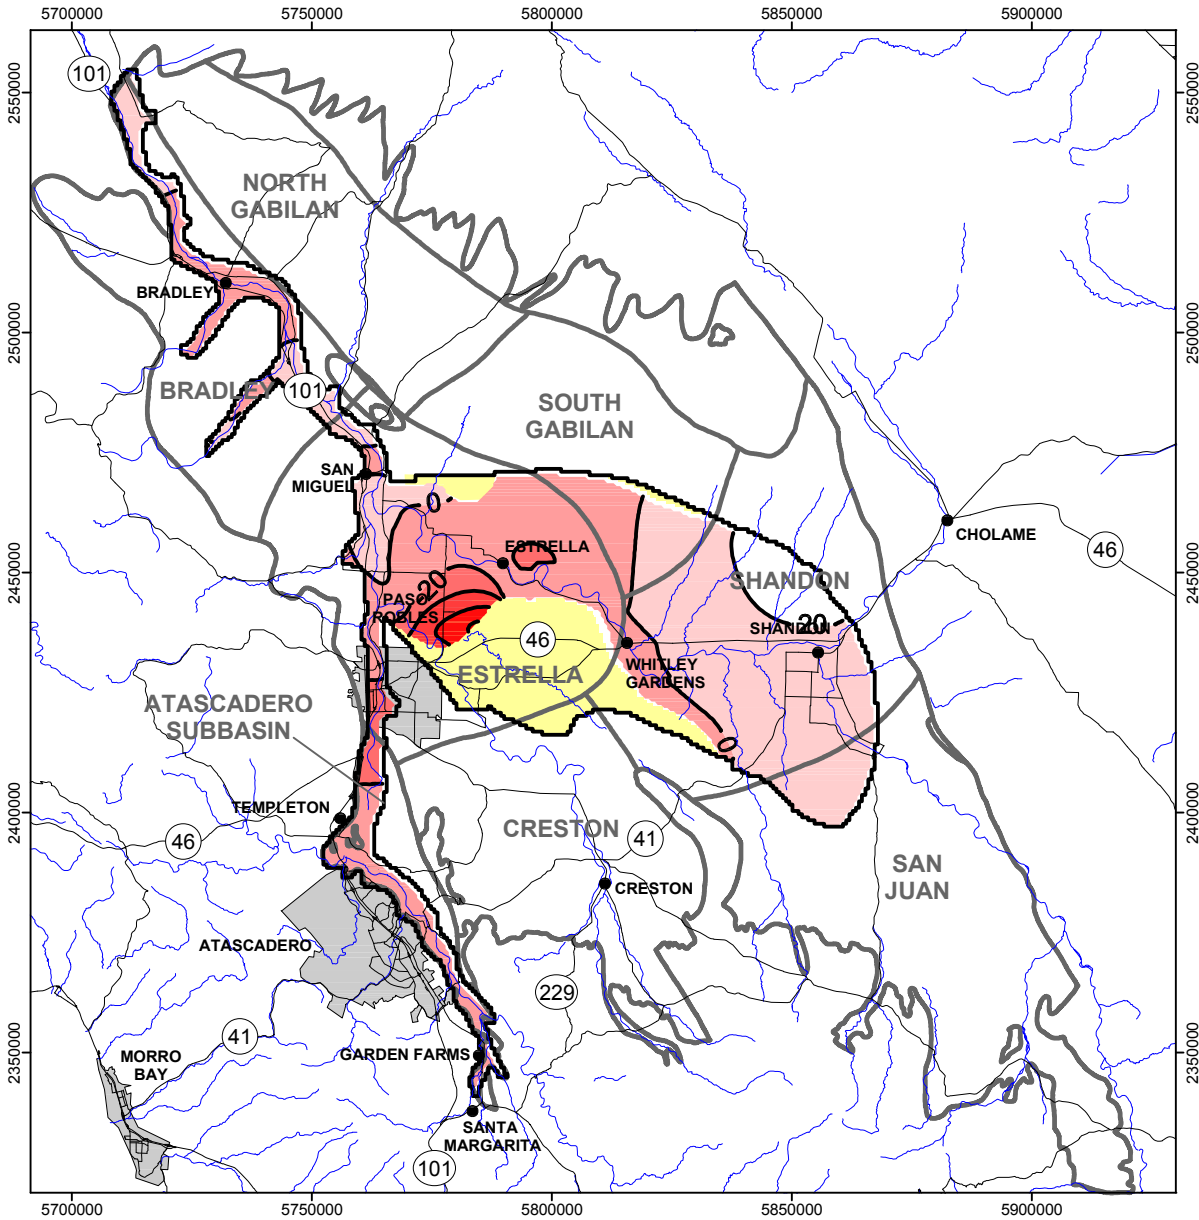 5700000
5750000
5800000
5850000
5900000
2550000
2550000
101
NORTH
GABILAN
BRADLEY
2500000
2500000
BRADLEY
101
SOUTH
GABILAN
SAN
MIGUEL
0
CHOLAME
46
ESTRELLA
2450000
2450000
20
SHANDON
PASO
ROBLES
20
SHANDON
46
WHITLEY
GARDENS
ESTRELLA
ATASCADERO
SUBBASIN
0
TEMPLETON
2400000
2400000
46
CRESTON
41
SAN
JUAN
CRESTON
ATASCADERO
229
41
GARDEN FARMS
2350000
2350000
MORRO
BAY
SANTA
MARGARITA
101
5700000
5750000
5800000
5850000
5900000